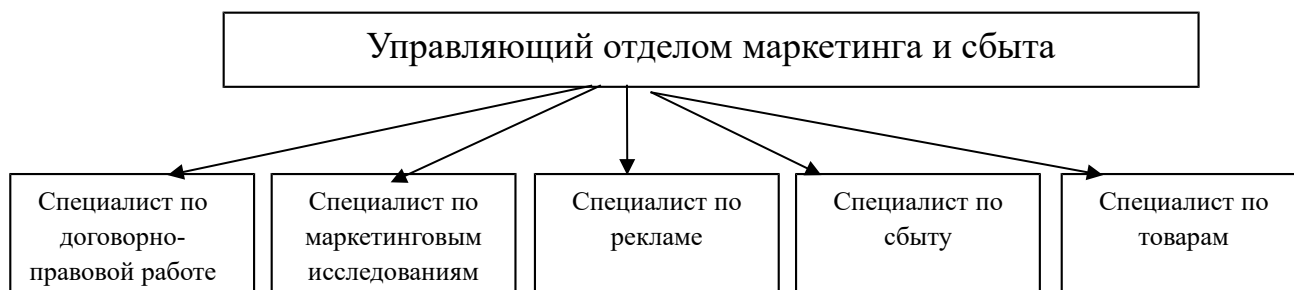 Управляющий отделом маркетинга и сбыта
Специалист по
договорно-
правовой работе
Специалист по
маркетинговым
исследованиям
Специалист по
рекламе
Специалист по
сбыту
Специалист по
товарам